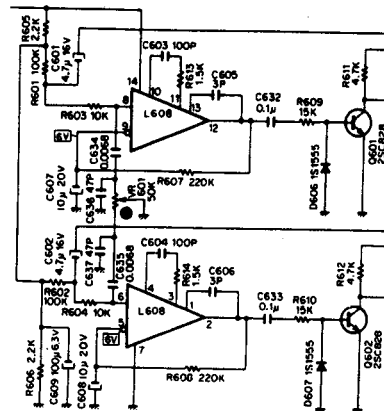 R605
2.2K
C601
4.7μ 16V
R601
100K
C603 100P
R613
1.5K
C605
3P
14
10
11
13
R603 10K
8
9
L608
12
6V
C632
0.1μ
R609
15K
R611
4.7K
D606 1S1555
Q601
2SC828
C634
0.0068
R607 220K
C607
10μ 20V
C636 47P
VR
601
50K
C602
4.7μ 16V
C637 47P
C635
0.0068
C604 100P
R614
1.5K
C606
3P
R602
100K
R604 10K
4
3
1
6
L608
2
6V
7
C633
0.1μ
R610
15K
R612
4.7K
D607 1S1555
Q602
2SC828
R606 2.2K
C609 100μ 6.3V
C608 10μ 20V
R608 220K